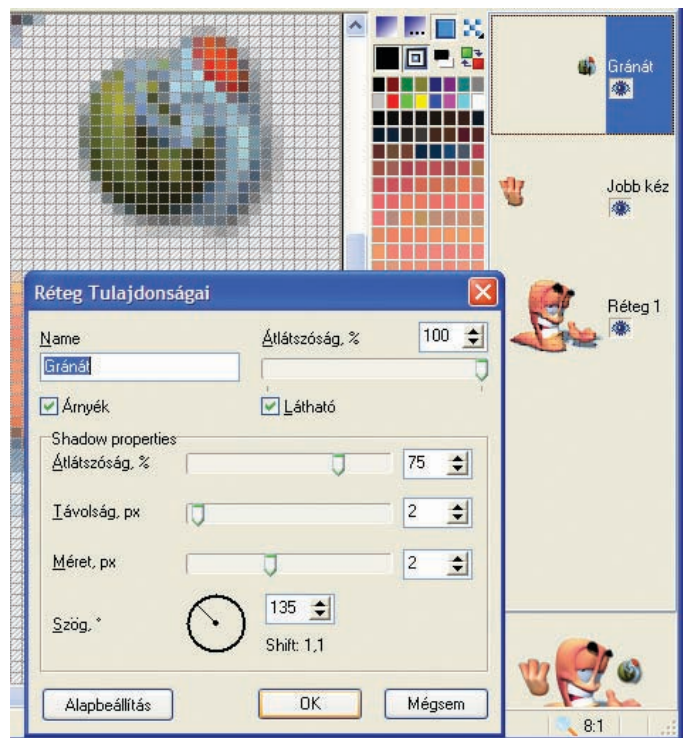 Gránát
Jobb kéz
Réteg 1
Réteg Tulajdonságai
Name
Átlátszóság, %
100
Gránát
Árnyék
Látható
Shadow properties
Átlátszóság, %
75
Távolság, px
2
Méret, px
2
Szög, °
135
Shift: 1,1
Alapbeállítás
OK
Mégsem
8:1